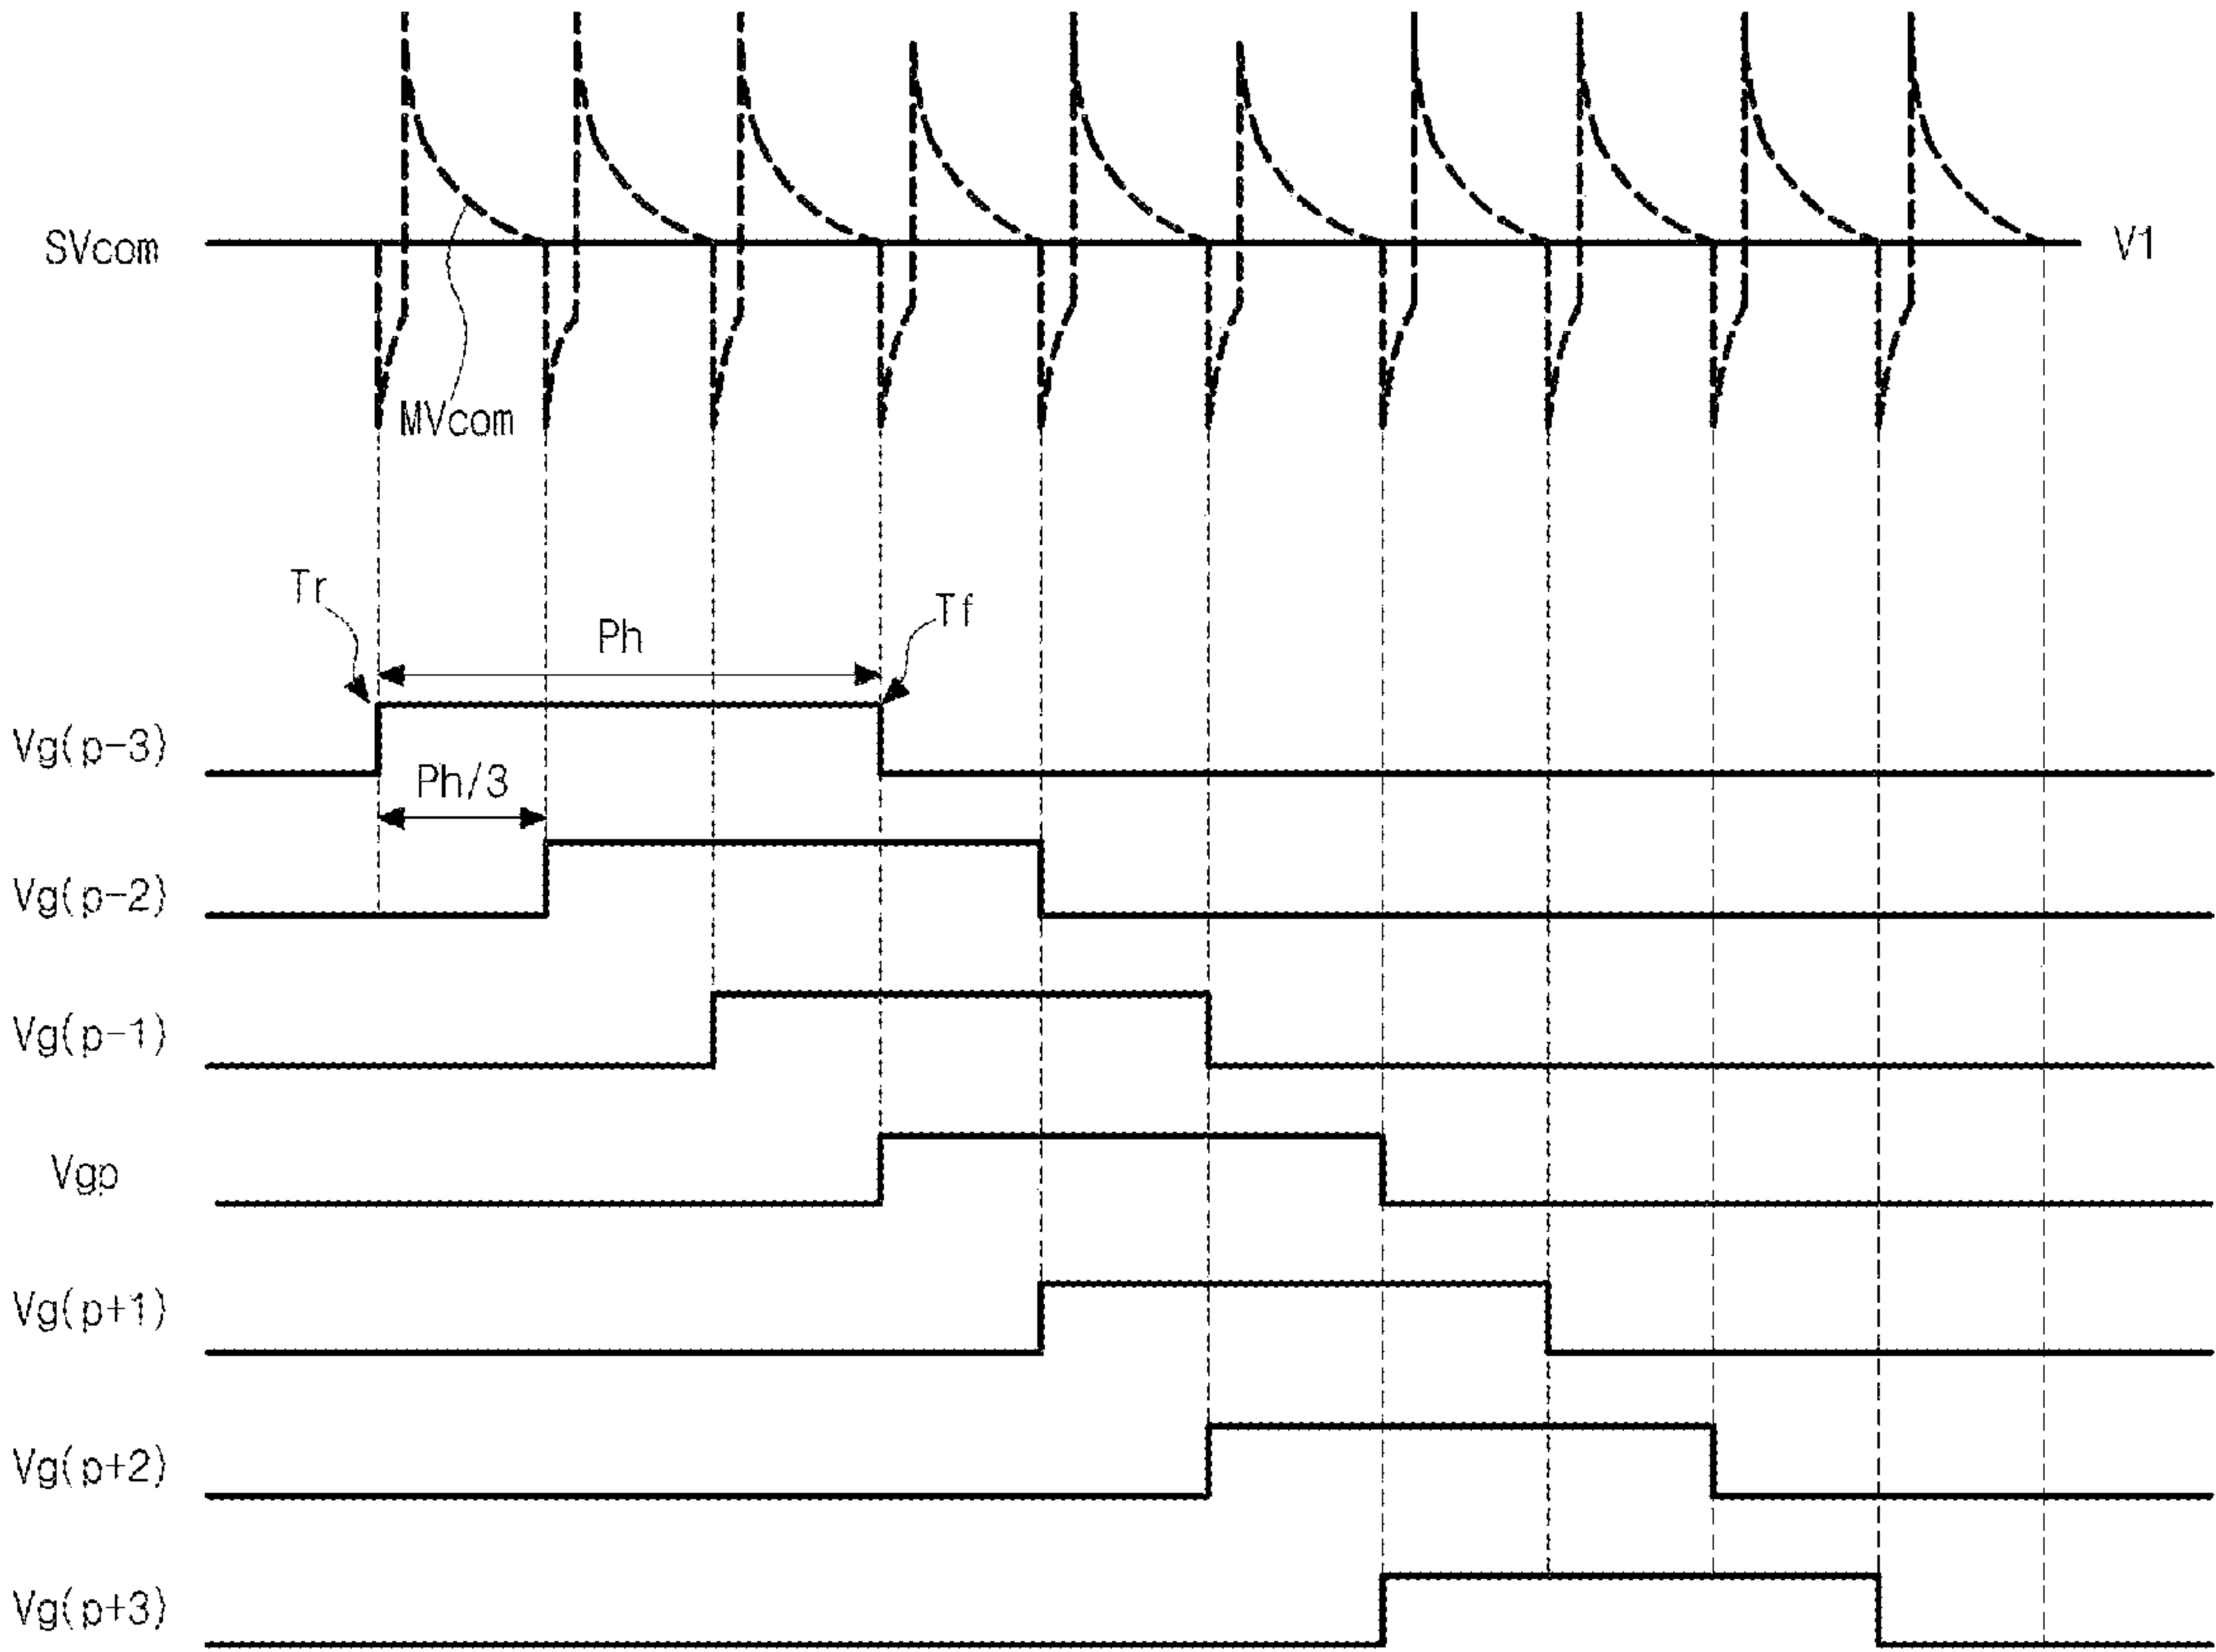 SVcom
V1
MVcom
Tr
Ph
Tf
Vg(p-3)
Ph/3
Vg(p-2)
Vg(p-1)
Vgp
Vg(p+1)
Vg(p+2)
Vg(p+3)